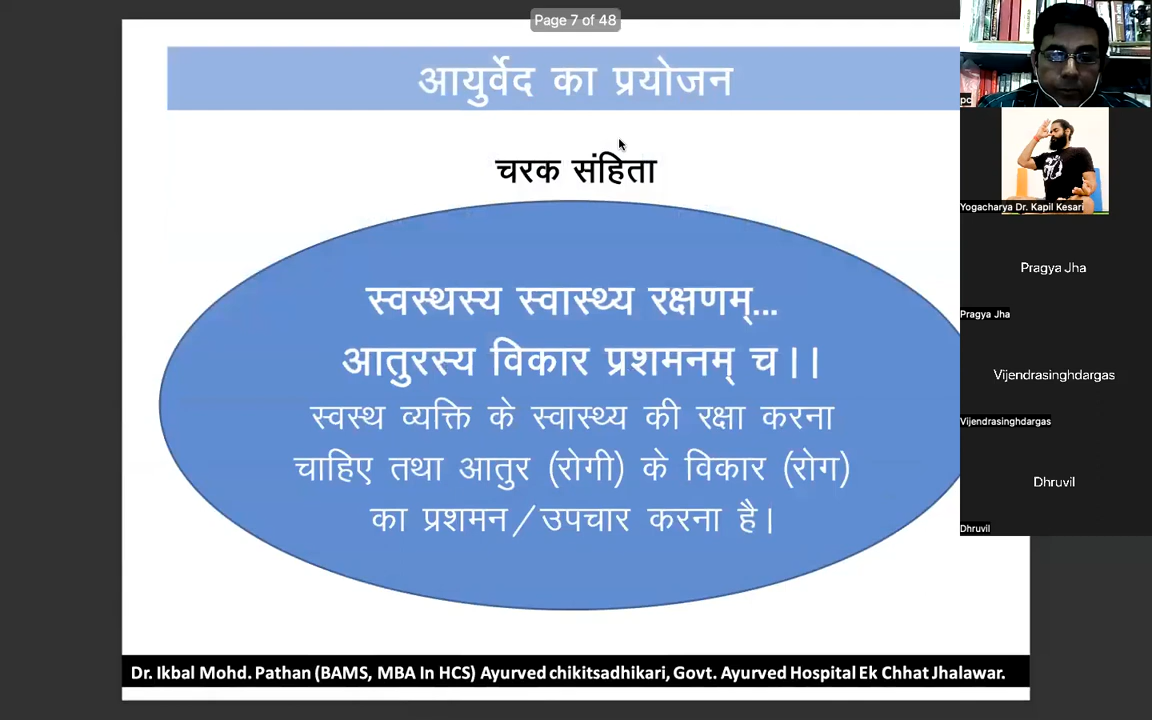 Page 7 of 48
आयुर्वेद का प्रयोजन
चरक संहिता
स्वस्थस्य स्वास्थ्य रक्षणम्...
आतुरस्य विकार प्रशमनम् च।।
स्वस्थ व्यक्ति के स्वास्थ्य की रक्षा करना
चाहिए तथा आतुर (रोगी) के विकार (रोग)
का प्रशमन/उपचार करना है।
Dr. Ikbal Mohd. Pathan (BAMS, MBA In HCS) Ayurved chikitsadhikari, Govt. Ayurved Hospital Ek Chhat Jhalawar.
pc
Yogacharya Dr. Kapil Kesari
Pragya Jha
Pragya Jha
Vijendrasinghdargas
Vijendrasinghdargas
Dhruvil
Dhruvil